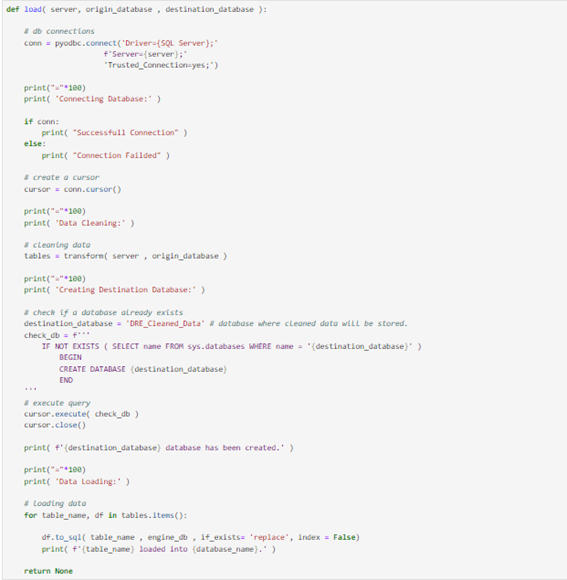 def load( server, origin_database , destination_database ):
# db connections
conn = pyodbc.connect('Driver={SQL Server};'
f'Server={server};'
'Trusted_Connection=yes;')
print("="*100)
print( 'Connecting Database:' )
if conn:
print( "Successfull Connection" )
else:
print( "Connection Failded" )
# create a cursor
cursor = conn.cursor()
print("="*100)
print( 'Data Cleaning:' )
# cleaning data
tables = transform( server , origin_database )
print("="*100)
print( 'Creating Destination Database:' )
# check if a database already exists
destination_database = 'DRE_Cleaned_Data' # database where cleaned data will be stored.
check_db = f'''
IF NOT EXISTS ( SELECT name FROM sys.databases WHERE name = '{destination_database}' )
BEGIN
CREATE DATABASE {destination_database}
END
'''
# execute query
cursor.execute( check_db )
cursor.close()
print( f'{destination_database} database has been created.' )
print("="*100)
print( 'Data Loading:' )
# loading data
for table_name, df in tables.items():
df.to_sql( table_name , engine_db , if_exists= 'replace', index = False)
print( f'{table_name} loaded into {database_name}.' )
return None